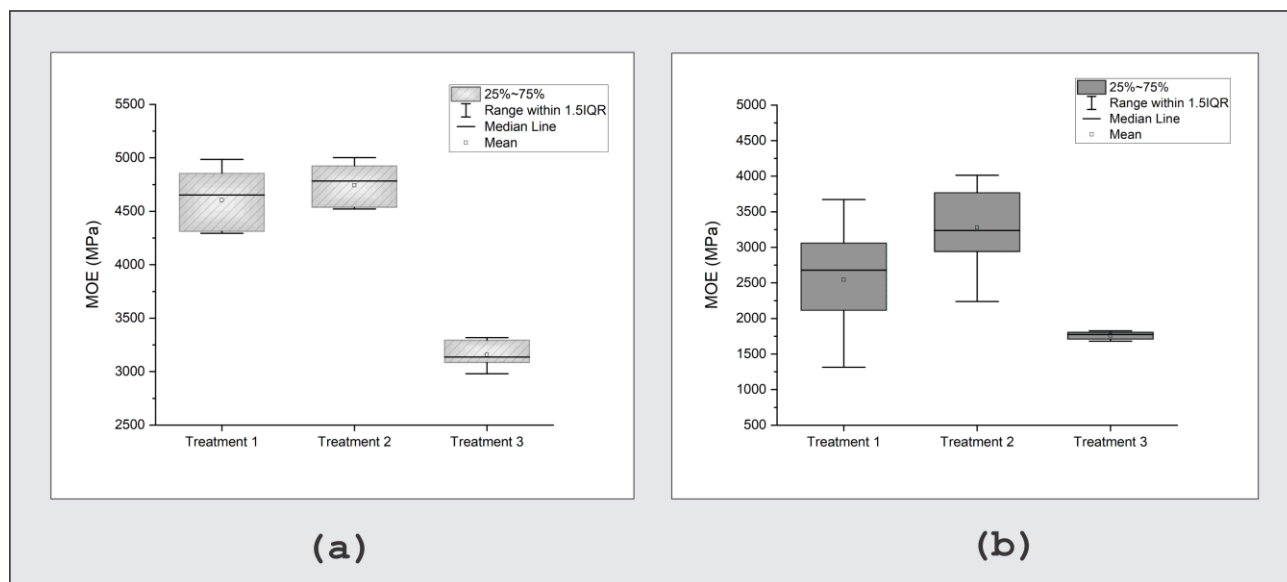 25%~75%
Range within 1.5IQR
Median Line
Mean
5500
5000
4500
4000
3500
3000
2500
MOE (MPa)
Treatment 1
Treatment 2
Treatment 3
(a)
25%~75%
Range within 1.5IQR
Median Line
Mean
5000
4500
4000
3500
3000
2500
2000
1500
1000
500
MOE (MPa)
Treatment 1
Treatment 2
Treatment 3
(b)